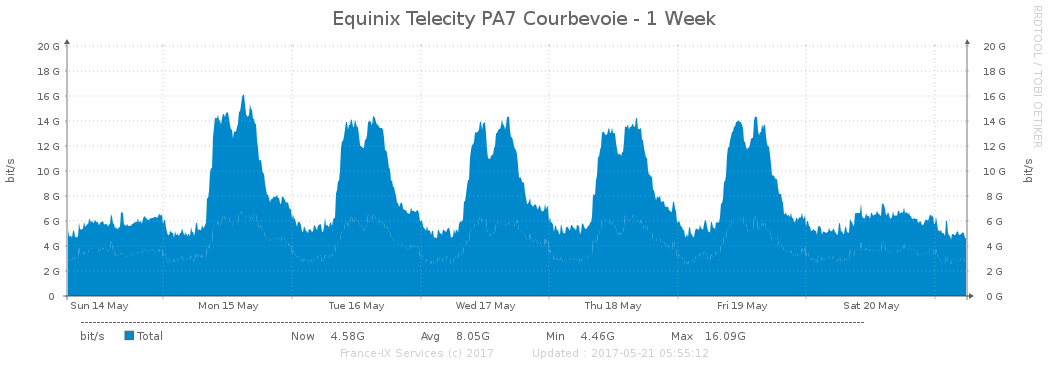 Equinix Telecity PA7 Courbevoie - 1 Week
RRDTOOL / TOBI OETIKER
20 G 20 G
18 G 18 G
16 G 16 G
14 G 14 G
12 G 12 G
10 G 10 G
8 G 8 G
6 G 6 G
4 G 4 G
2 G 2 G
0 0 G
bit/s
bit/s
Sun 14 May Mon 15 May Tue 16 May Wed 17 May Thu 18 May Fri 19 May Sat 20 May
bit/s Total Now 4.58G Avg 8.05G Min 4.46G Max 16.09G
France-IX Services (c) 2017 Updated : 2017-05-21 05:55:12